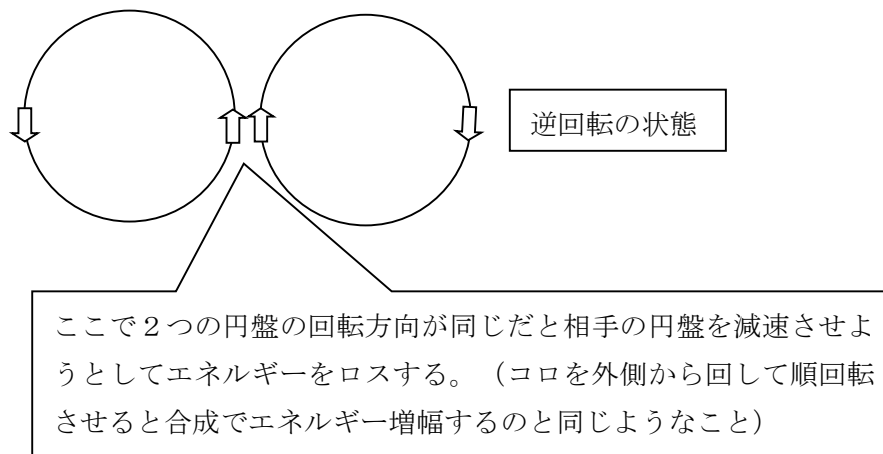 逆回転の状態
ここで２つの円盤の回転方向が同じだと相手の円盤を減速させよ
うとしてエネルギーをロスする。（コロを外側から回して順回転
させると合成でエネルギー増幅するのと同じようなこと）